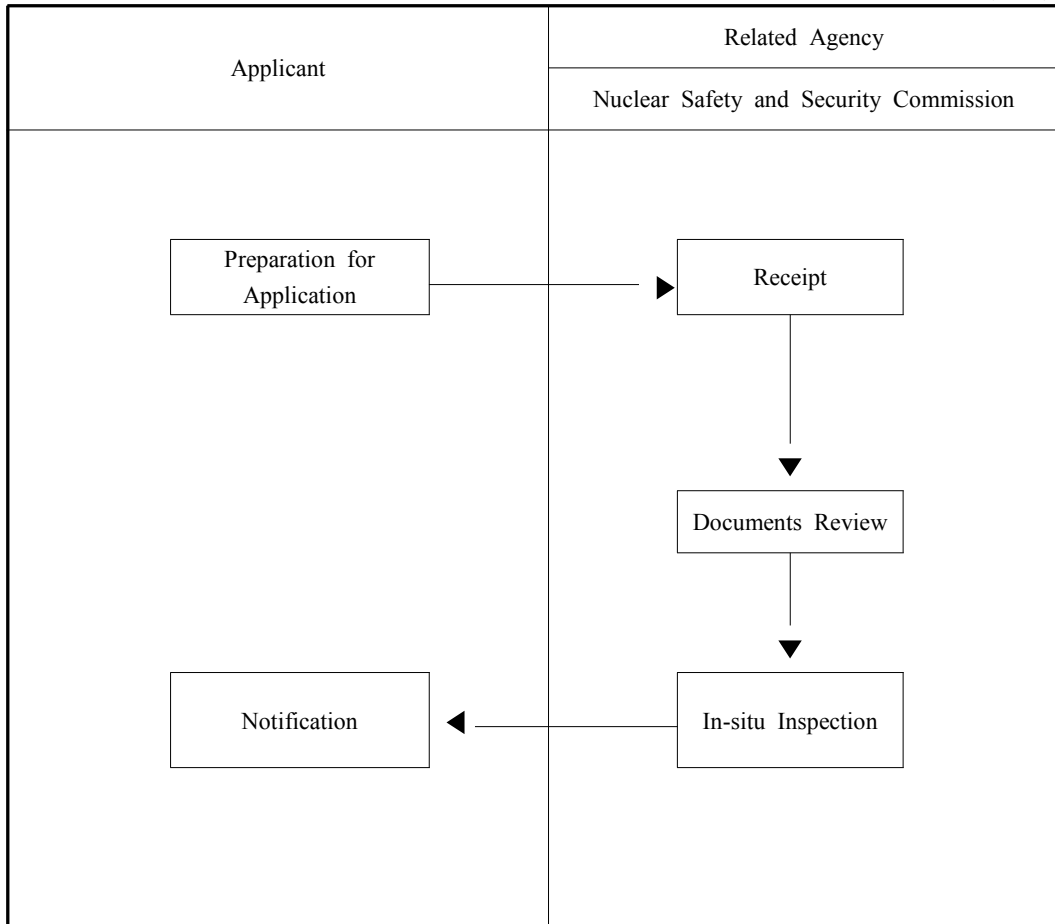 Applicant
Related Agency
Nuclear Safety and Security Commission
Preparation for
Application
Receipt
Documents Review
In-situ Inspection
Notification